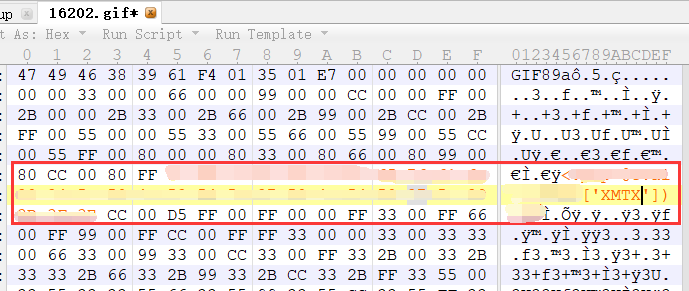 up 16202.gif*
As: Hex Run Script Run Template
0 1 2 3 4 5 6 7 8 9 A B C D E F 0123456789ABCDEF
47 49 46 38 39 61 F4 01 35 01 E7 00 00 00 00 00 GIF89aô.5.ç.....
00 00 33 00 00 66 00 00 99 00 00 CC 00 00 FF 00 ..3..f..™..Ì..ÿ.
2B 00 00 2B 33 00 2B 66 00 2B 99 00 2B CC 00 2B +..+3.+f.+™.+Ì.+
FF 00 55 00 00 55 33 00 55 66 00 55 99 00 55 CC ÿ.U..U3.Uf.U™.UÌ
00 55 FF 00 80 00 00 80 33 00 80 66 00 80 99 00 .Uÿ.€..€3.€f.€™.
80 CC 00 80 FF €Ì.€ÿ<
['XMTX'])
CC 00 D5 FF 00 FF 00 00 FF 33 00 FF 66 Ì.Õÿ.ÿ..ÿ3.ÿf
00 FF 99 00 FF CC 00 FF FF 33 00 00 33 00 33 33 .ÿ™.ÿÌ.ÿÿ3..3.33
00 66 33 00 99 33 00 CC 33 00 FF 33 2B 00 33 2B .f3.™3.Ì3.ÿ3+.3+
33 33 2B 66 33 2B 99 33 2B CC 33 2B FF 33 55 00 33+f3+™3+Ì3+ÿ3U.